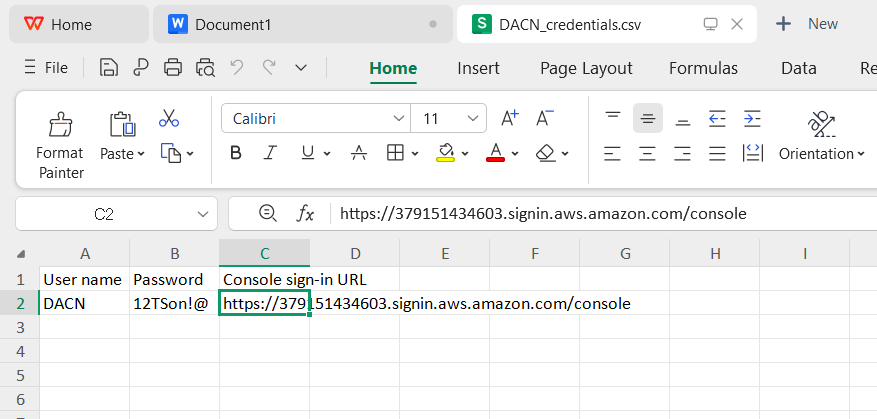 Home
Document1
DACN_credentials.csv
New
File
Home
Insert
Page Layout
Formulas
Data
Re
Format Painter
Paste
Calibri
11
A+
A-
B
I
U
A
A
Orientation
C2
fx
https://379151434603.signin.aws.amazon.com/console
A B C D E F G H I
1 User name Password Console sign-in URL
2 DACN 12TSon!@ https://379151434603.signin.aws.amazon.com/console
3
4
5
6